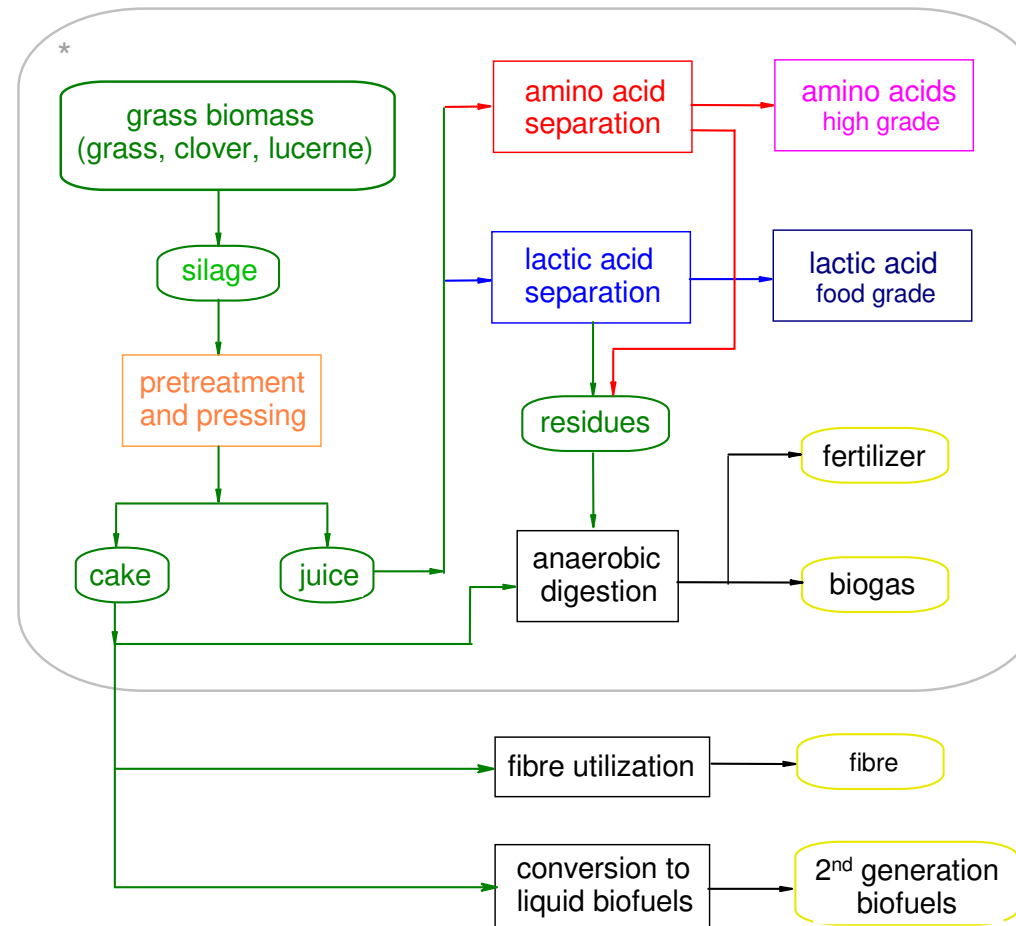 *
grass biomass
(grass, clover, lucerne)
silage
pretreatment
and pressing
cake
juice
amino acid
separation
amino acids
high grade
lactic acid
separation
lactic acid
food grade
residues
anaerobic
digestion
fertilizer
biogas
fibre utilization
fibre
conversion to
liquid biofuels
2nd generation
biofuels